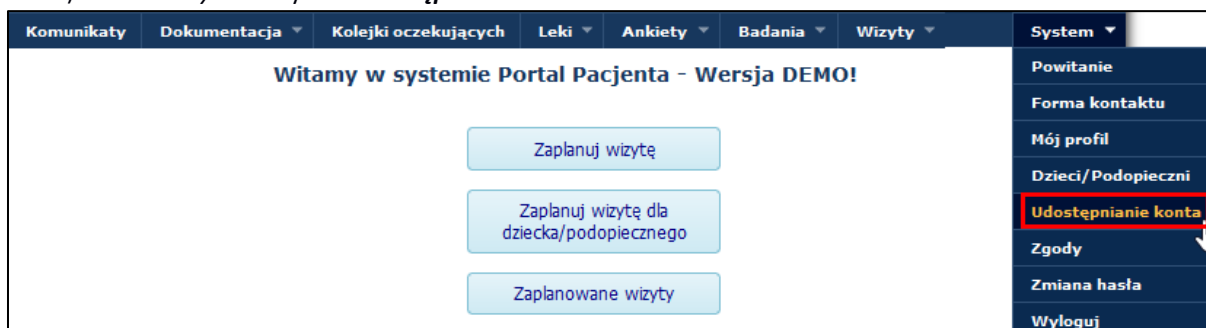 Komunikaty Dokumentacja Kolejki oczekujących Leki Ankiety Badania Wizyty System
Witamy w systemie Portal Pacjenta - Wersja DEMO!
Zaplanuj wizytę
Zaplanuj wizytę dla
dziecka/podopiecznego
Zaplanowane wizyty
Powitanie
Forma kontaktu
Mój profil
Dzieci/Podopieczni
Udostępnianie konta
Zgody
Zmiana hasła
Wyloguj